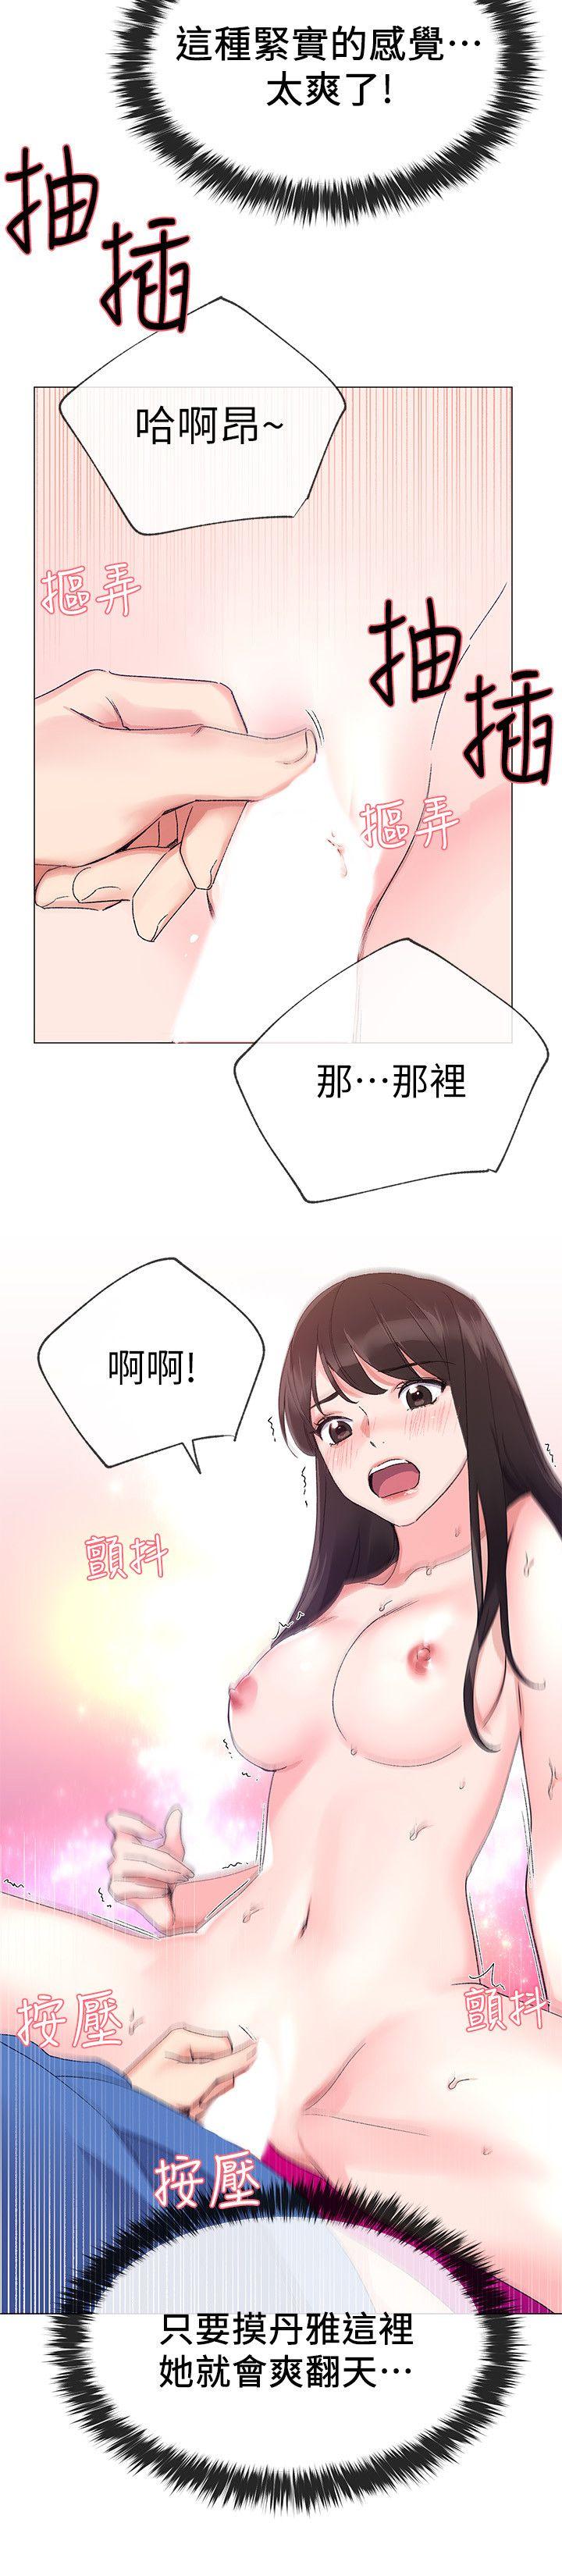 這種緊實的感覺…
太爽了!
抽插
哈啊昂~
摳弄
抽插
摳弄
那…那裡
啊啊!
顫抖
顫抖
按壓
按壓
只要摸丹雅這裡
她就會爽翻天…